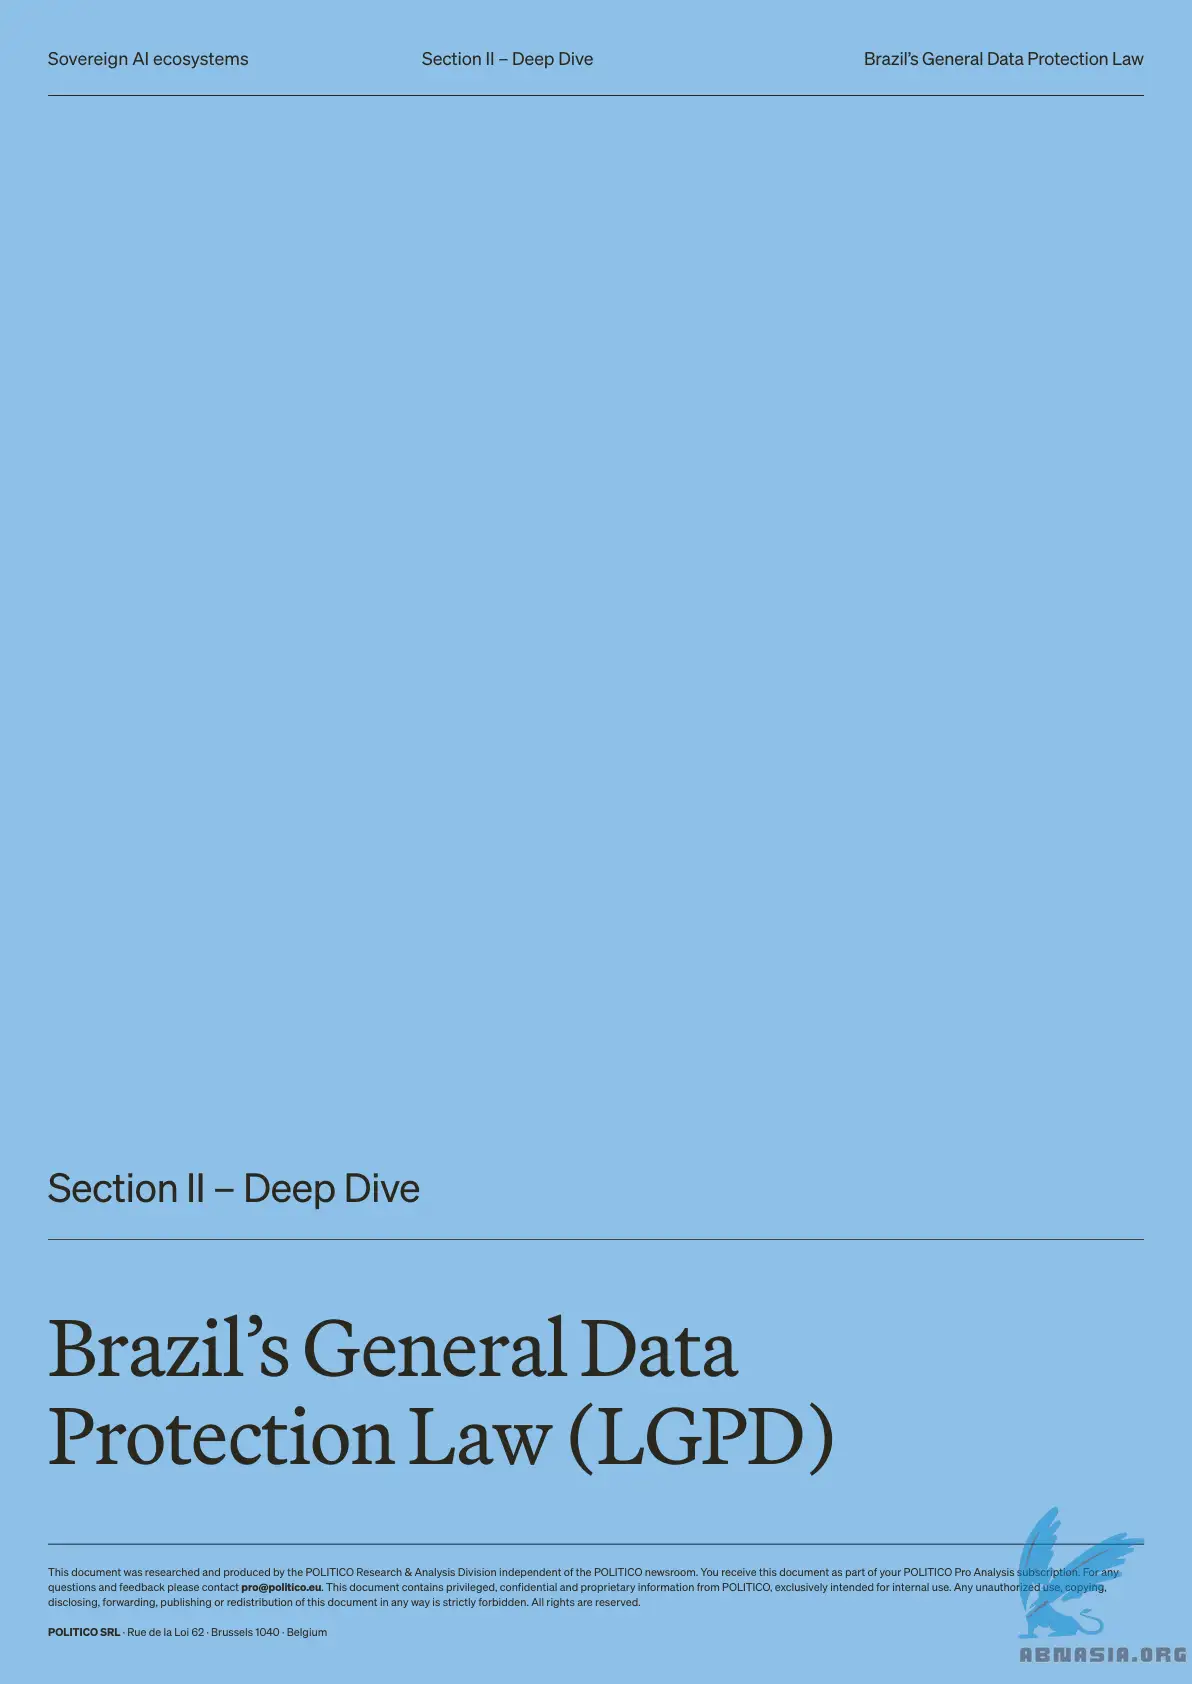 Sovereign AI ecosystems
Section II – Deep Dive
Brazil’s General Data Protection Law
Section II – Deep Dive
Brazil’s General Data
Protection Law (LGPD)
This document was researched and produced by the POLITICO Research & Analysis Division independent of the POLITICO newsroom. You receive this document as part of your POLITICO Pro Analysis subscription. For any
questions and feedback please contact pro@politico.eu. This document contains privileged, confidential and proprietary information from POLITICO, exclusively intended for internal use. Any unauthorized use, copying,
disclosing, forwarding, publishing or redistribution of this document in any way is strictly forbidden. All rights are reserved.
POLITICO SRL · Rue de la Loi 62 · Brussels 1040 · Belgium
ABNASIA.ORG